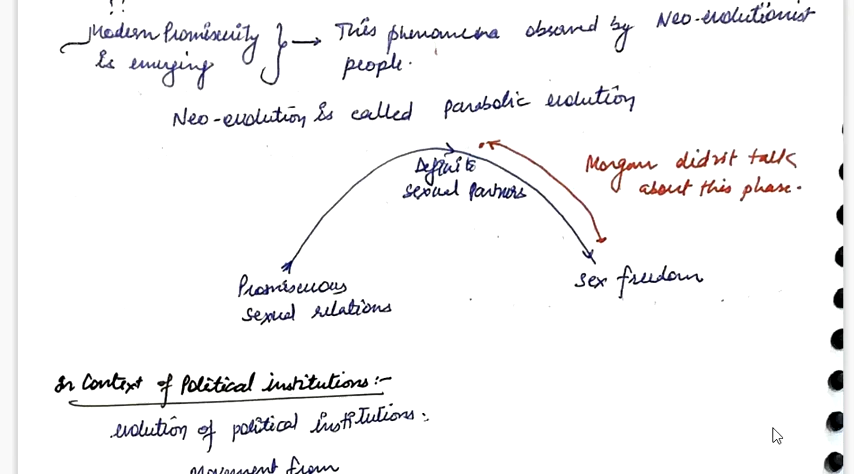 !!
Modern Promiscuity
is emerging
→ This phenomena observed by Neo-evolutionist
people.
Neo-evolution is called parabolic evolution
Definite
sexual partners
Morgan didn't talk
about this phase.
Promiscuous
sexual relations
sex freedom
In Context of Political institutions :-
evolution of political institutions :
movement from